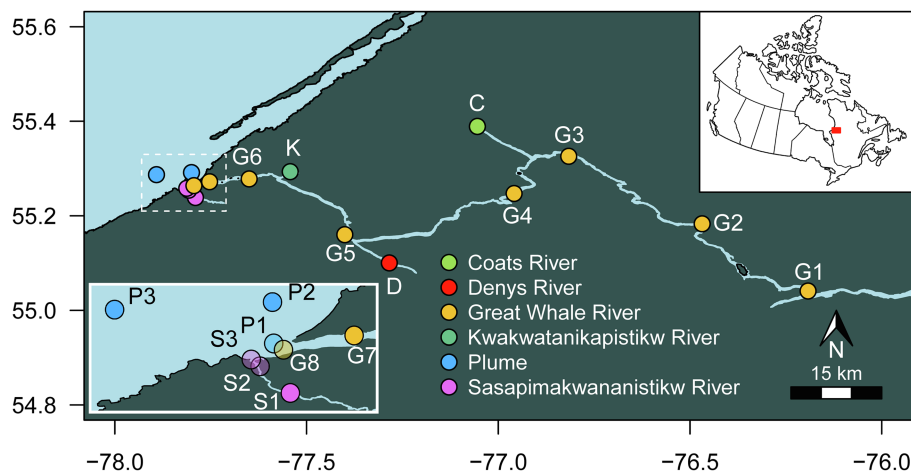 55.6
55.4
55.2
55.0
54.8
C
G3
G6
K
G4
G2
G5
D
G1
Coats River
Denys River
Great Whale River
Kwakwatanikapistikw River
Plume
Sasapimakwananistikw River
P3
P2
P1
S3
G8
G7
S2
S1
N
15 km
−78.0
−77.5
−77.0
−76.5
−76.0